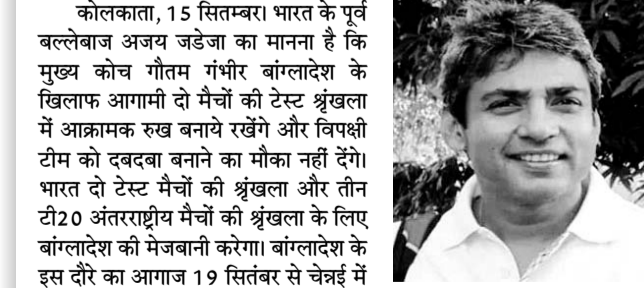 कोलकाता, 15 सितम्बर। भारत के पूर्व
बल्लेबाज अजय जडेजा का मानना है कि
मुख्य कोच गौतम गंभीर बांग्लादेश के
खिलाफ आगामी दो मैचों की टेस्ट श्रृंखला
में आक्रामक रुख बनाये रखेंगे और विपक्षी
टीम को दबदबा बनाने का मौका नहीं देंगे।
भारत दो टेस्ट मैचों की श्रृंखला और तीन
टी20 अंतरराष्ट्रीय मैचों की श्रृंखला के लिए
बांग्लादेश की मेजबानी करेगा। बांग्लादेश के
इस दौरे का आगाज 19 सितंबर से चेन्नई में